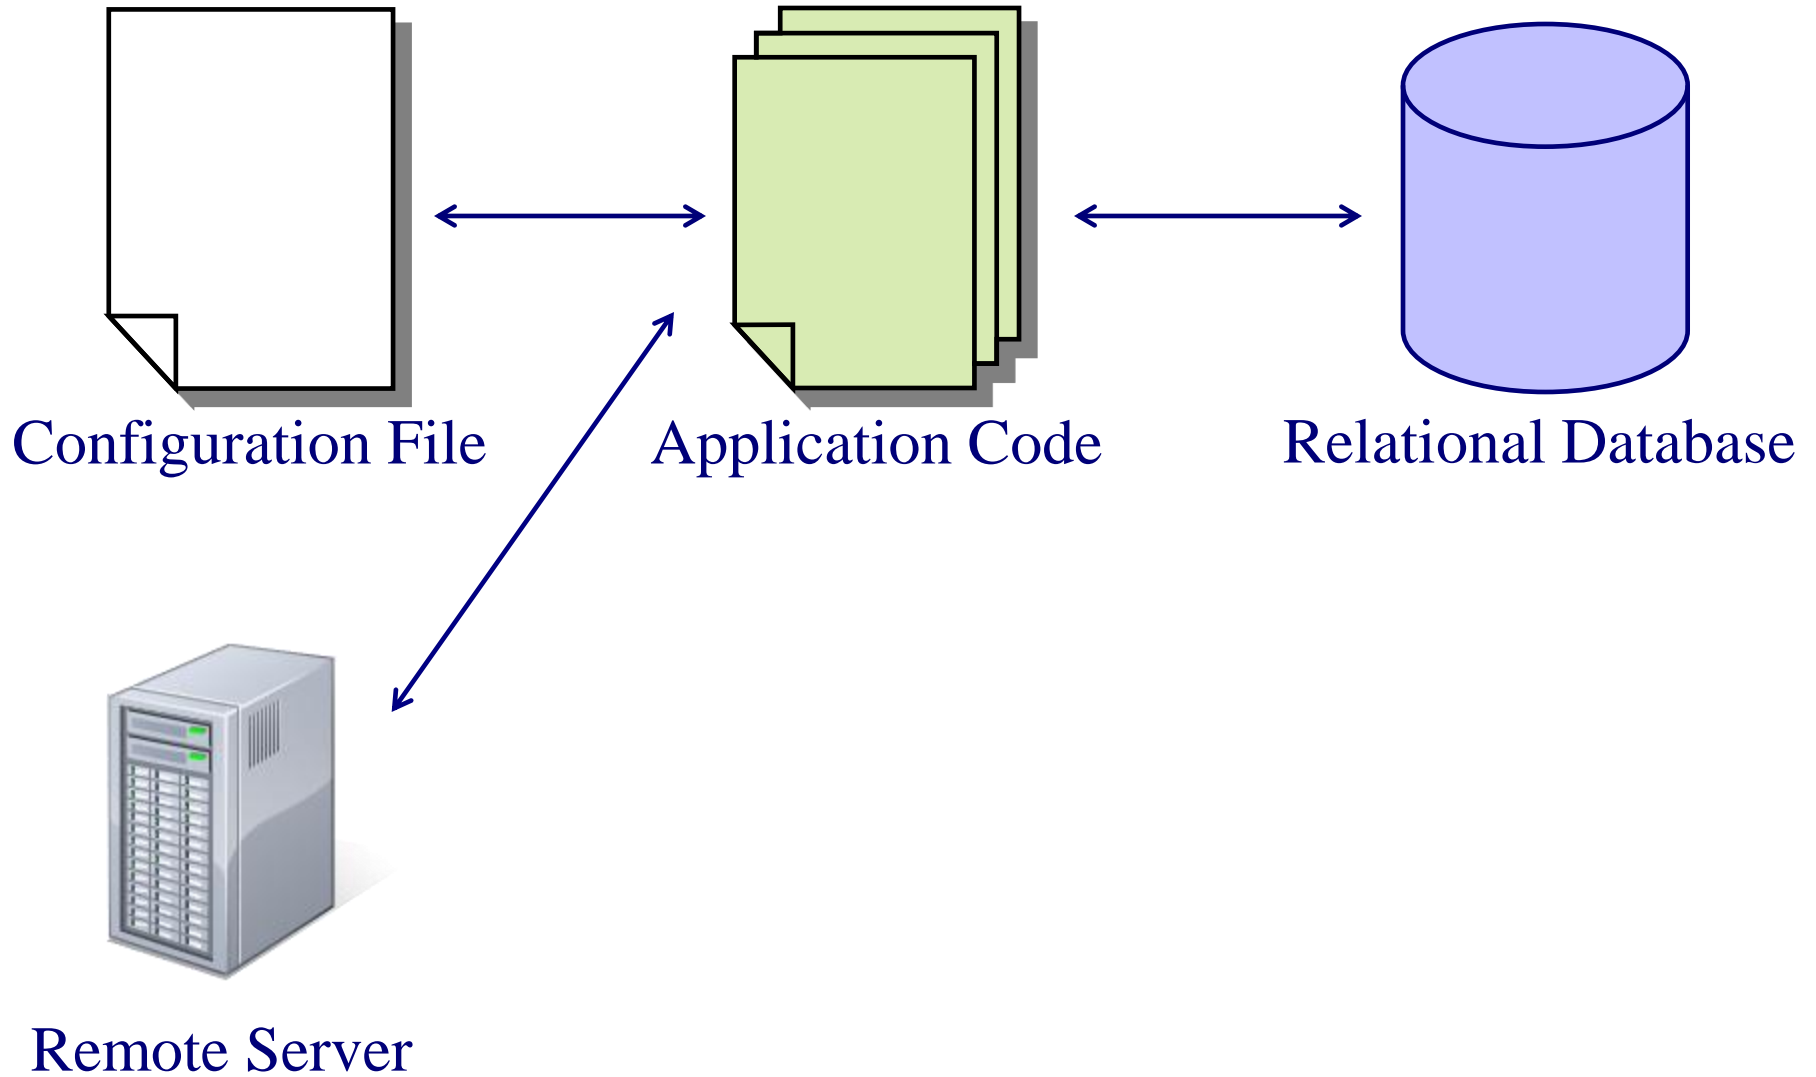 Configuration File
Application Code
Relational Database
Remote Server